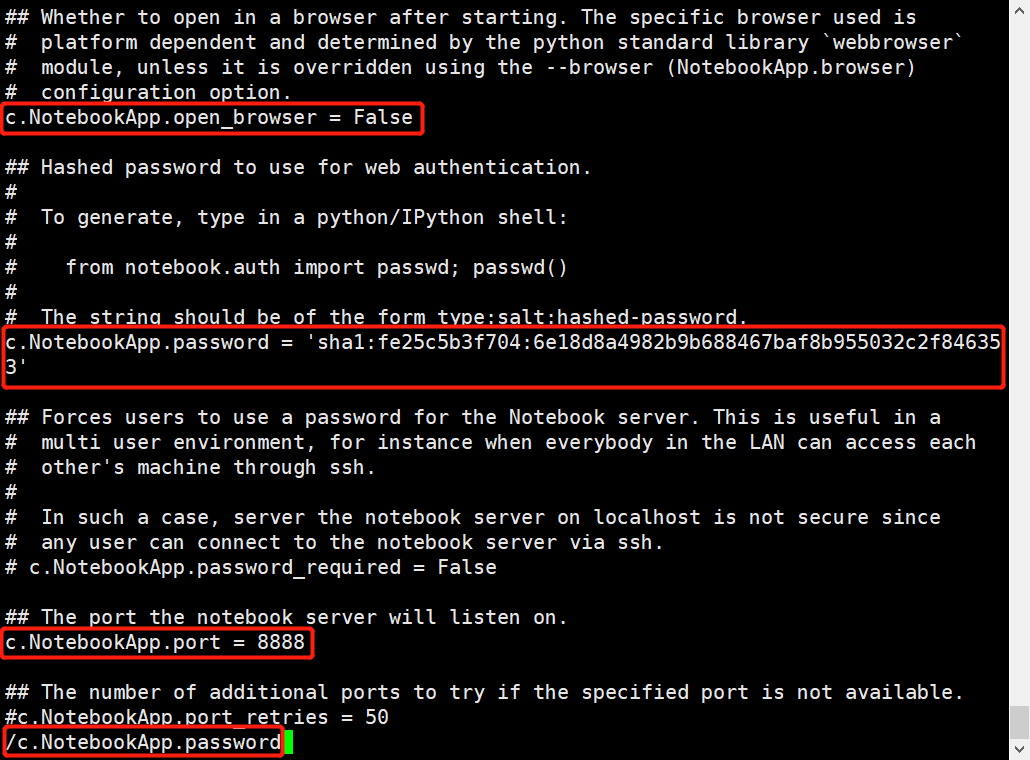 ## Whether to open in a browser after starting. The specific browser used is
#  platform dependent and determined by the python standard library `webbrowser`
#  module, unless it is overridden using the --browser (NotebookApp.browser)
#  configuration option.
c.NotebookApp.open_browser = False
## Hashed password to use for web authentication.
#
#  To generate, type in a python/IPython shell:
#
#    from notebook.auth import passwd; passwd()
#
#  The string should be of the form type:salt:hashed-password.
c.NotebookApp.password = 'sha1:fe25c5b3f704:6e18d8a4982b9b688467baf8b955032c2f84635
3'
## Forces users to use a password for the Notebook server. This is useful in a
#  multi user environment, for instance when everybody in the LAN can access each
#  other's machine through ssh.
#
#  In such a case, server the notebook server on localhost is not secure since
#  any user can connect to the notebook server via ssh.
# c.NotebookApp.password_required = False
## The port the notebook server will listen on.
c.NotebookApp.port = 8888
## The number of additional ports to try if the specified port is not available.
#c.NotebookApp.port_retries = 50
/c.NotebookApp.password